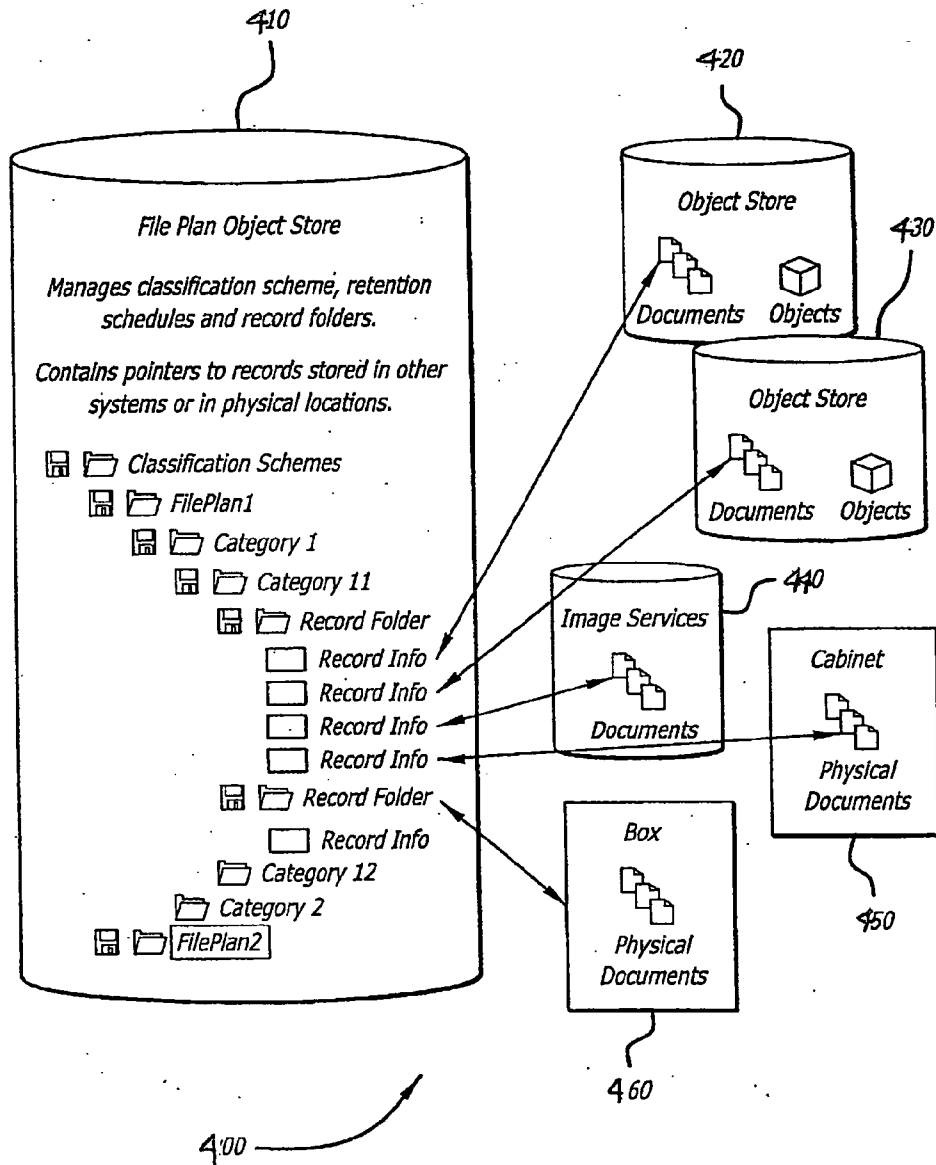 410
File Plan Object Store
Manages classification scheme, retention
schedules and record folders.
Contains pointers to records stored in other
systems or in physical locations.
Classification Schemes
FilePlan1
Category 1
Category 11
Record Folder
Record Info
Record Info
Record Info
Record Info
Record Folder
Record Info
Category 12
Category 2
FilePlan2
420
Object Store
Documents
Objects
430
Object Store
Documents
Objects
440
Image Services
Documents
Cabinet
Physical
Documents
450
Box
Physical
Documents
460
400